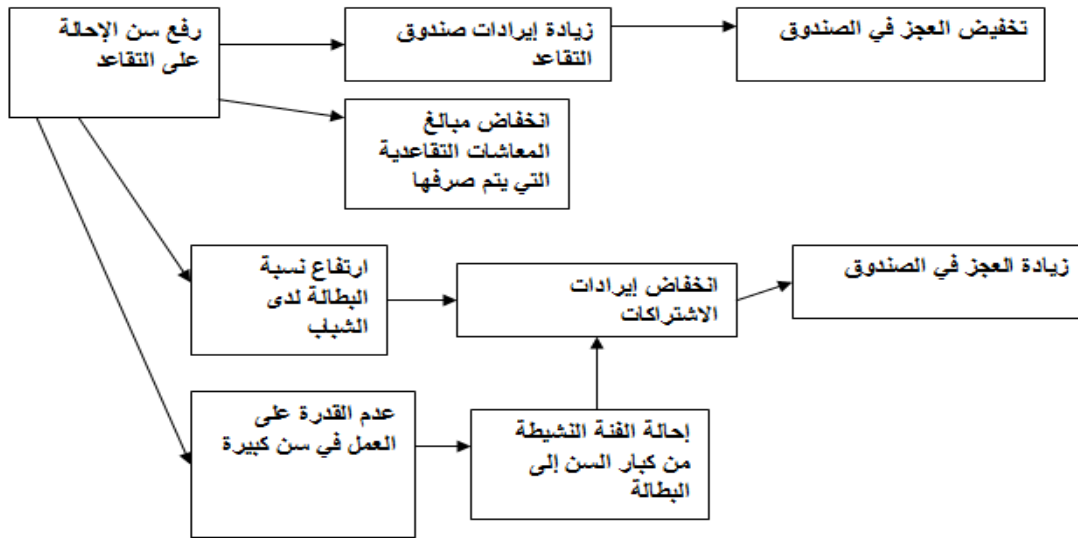 رفع سن الإحالة
على التقاعد
زيادة إيرادات صندوق
التقاعد
تخفيض العجز في الصندوق
انخفاض مبالغ
المعاشات التقاعدية
التي يتم صرفها
ارتفاع نسبة
البطالة لدى
الشباب
انخفاض إيرادات
الاشتراكات
زيادة العجز في الصندوق
عدم القدرة على
العمل في سن كبيرة
إحالة الفئة النشيطة
من كبار السن إلى
البطالة